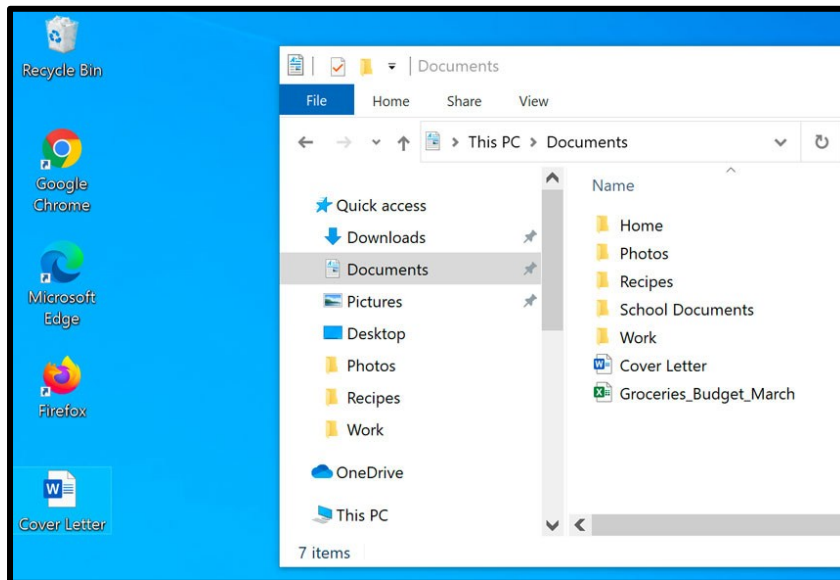 Recycle Bin
Google
Chrome
Microsoft
Edge
Firefox
Cover Letter
Documents
File Home Share View
This PC Documents
Name
Quick access
Downloads
Documents
Pictures
Desktop
Photos
Recipes
Work
OneDrive
This PC
Home
Photos
Recipes
School Documents
Work
Cover Letter
Groceries_Budget_March
7 items